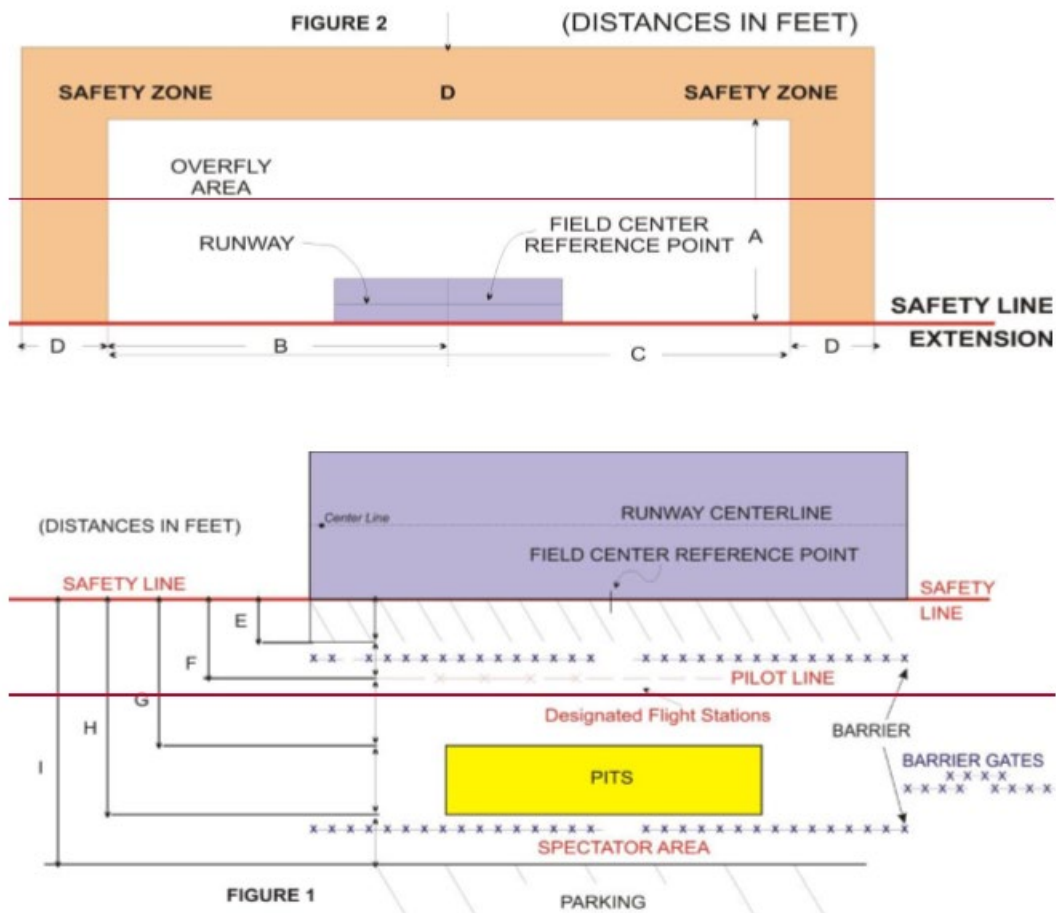 FIGURE 2
(DISTANCES IN FEET)
SAFETY ZONE
D
SAFETY ZONE
OVERFLY
AREA
FIELD CENTER
REFERENCE POINT
RUNWAY
A
SAFETY LINE
EXTENSION
D
B
C
D
(DISTANCES IN FEET)
Center Line
RUNWAY CENTERLINE
FIELD CENTER REFERENCE POINT
SAFETY LINE
SAFETY
LINE
E
F
PILOT LINE
G
Designated Flight Stations
H
BARRIER
I
PITS
BARRIER GATES
x x x x
x x x x x x x x
SPECTATOR AREA
FIGURE 1
PARKING